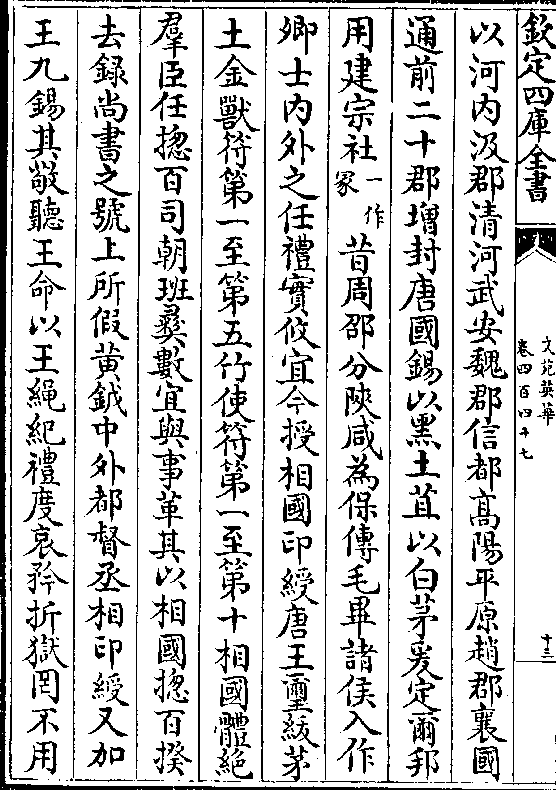 欽定四庫全書
文苑英華
卷四百四十七
十三
以河内汲郡清河武安魏郡信都髙陽平原趙郡襄國
通前二十郡增封唐國錫以黒土苴以白茅爰定爾邦
用建宗社一作冡昔周邵分陜咸為保傅毛畢諸侯入作
卿士内外之任禮實攸宜今授相國印綬唐王璽紱茅
土金獸符第一至第五竹使符第一至第十相國體絶
羣臣任揔百司朝班彛數宜與事革其以相國揔百揆
去録尚書之號上所假黄鉞中外都督丞相印綬又加
王九錫其敬聽王命以王繩紀禮度哀矜折獄罔不用